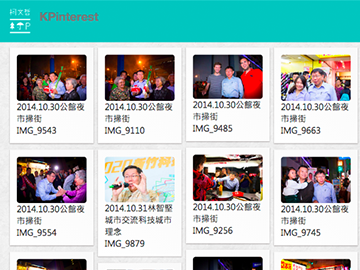 柯文哲
P
KPinterest
2014.10.30公館夜
市掃街
IMG_9543
2014.10.30公館夜
市掃街
IMG_9110
2014.10.30公館夜
市掃街
IMG_9485
2014.10.30公館夜
市掃街
IMG_9663
2014.10.30公館夜
市掃街
IMG_9554
2014.10.31林智堅
城市交流科技城市
理念
IMG_9879
2014.10.30公館夜
市掃街
IMG_9256
2014.10.30公館夜
市掃街
IMG_9745